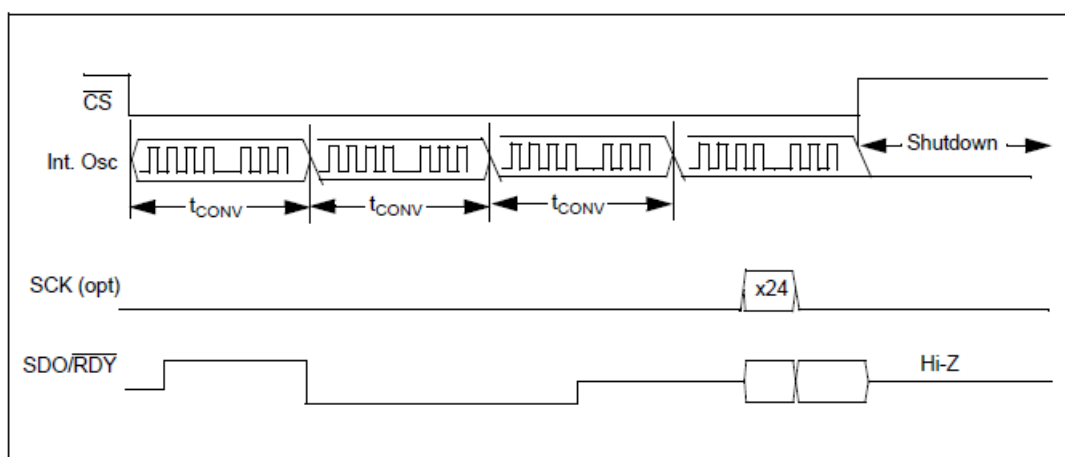 CS
Int. Osc
Shutdown
tCONV
tCONV
tCONV
SCK (opt)
x24
SDO/RDY
Hi-Z